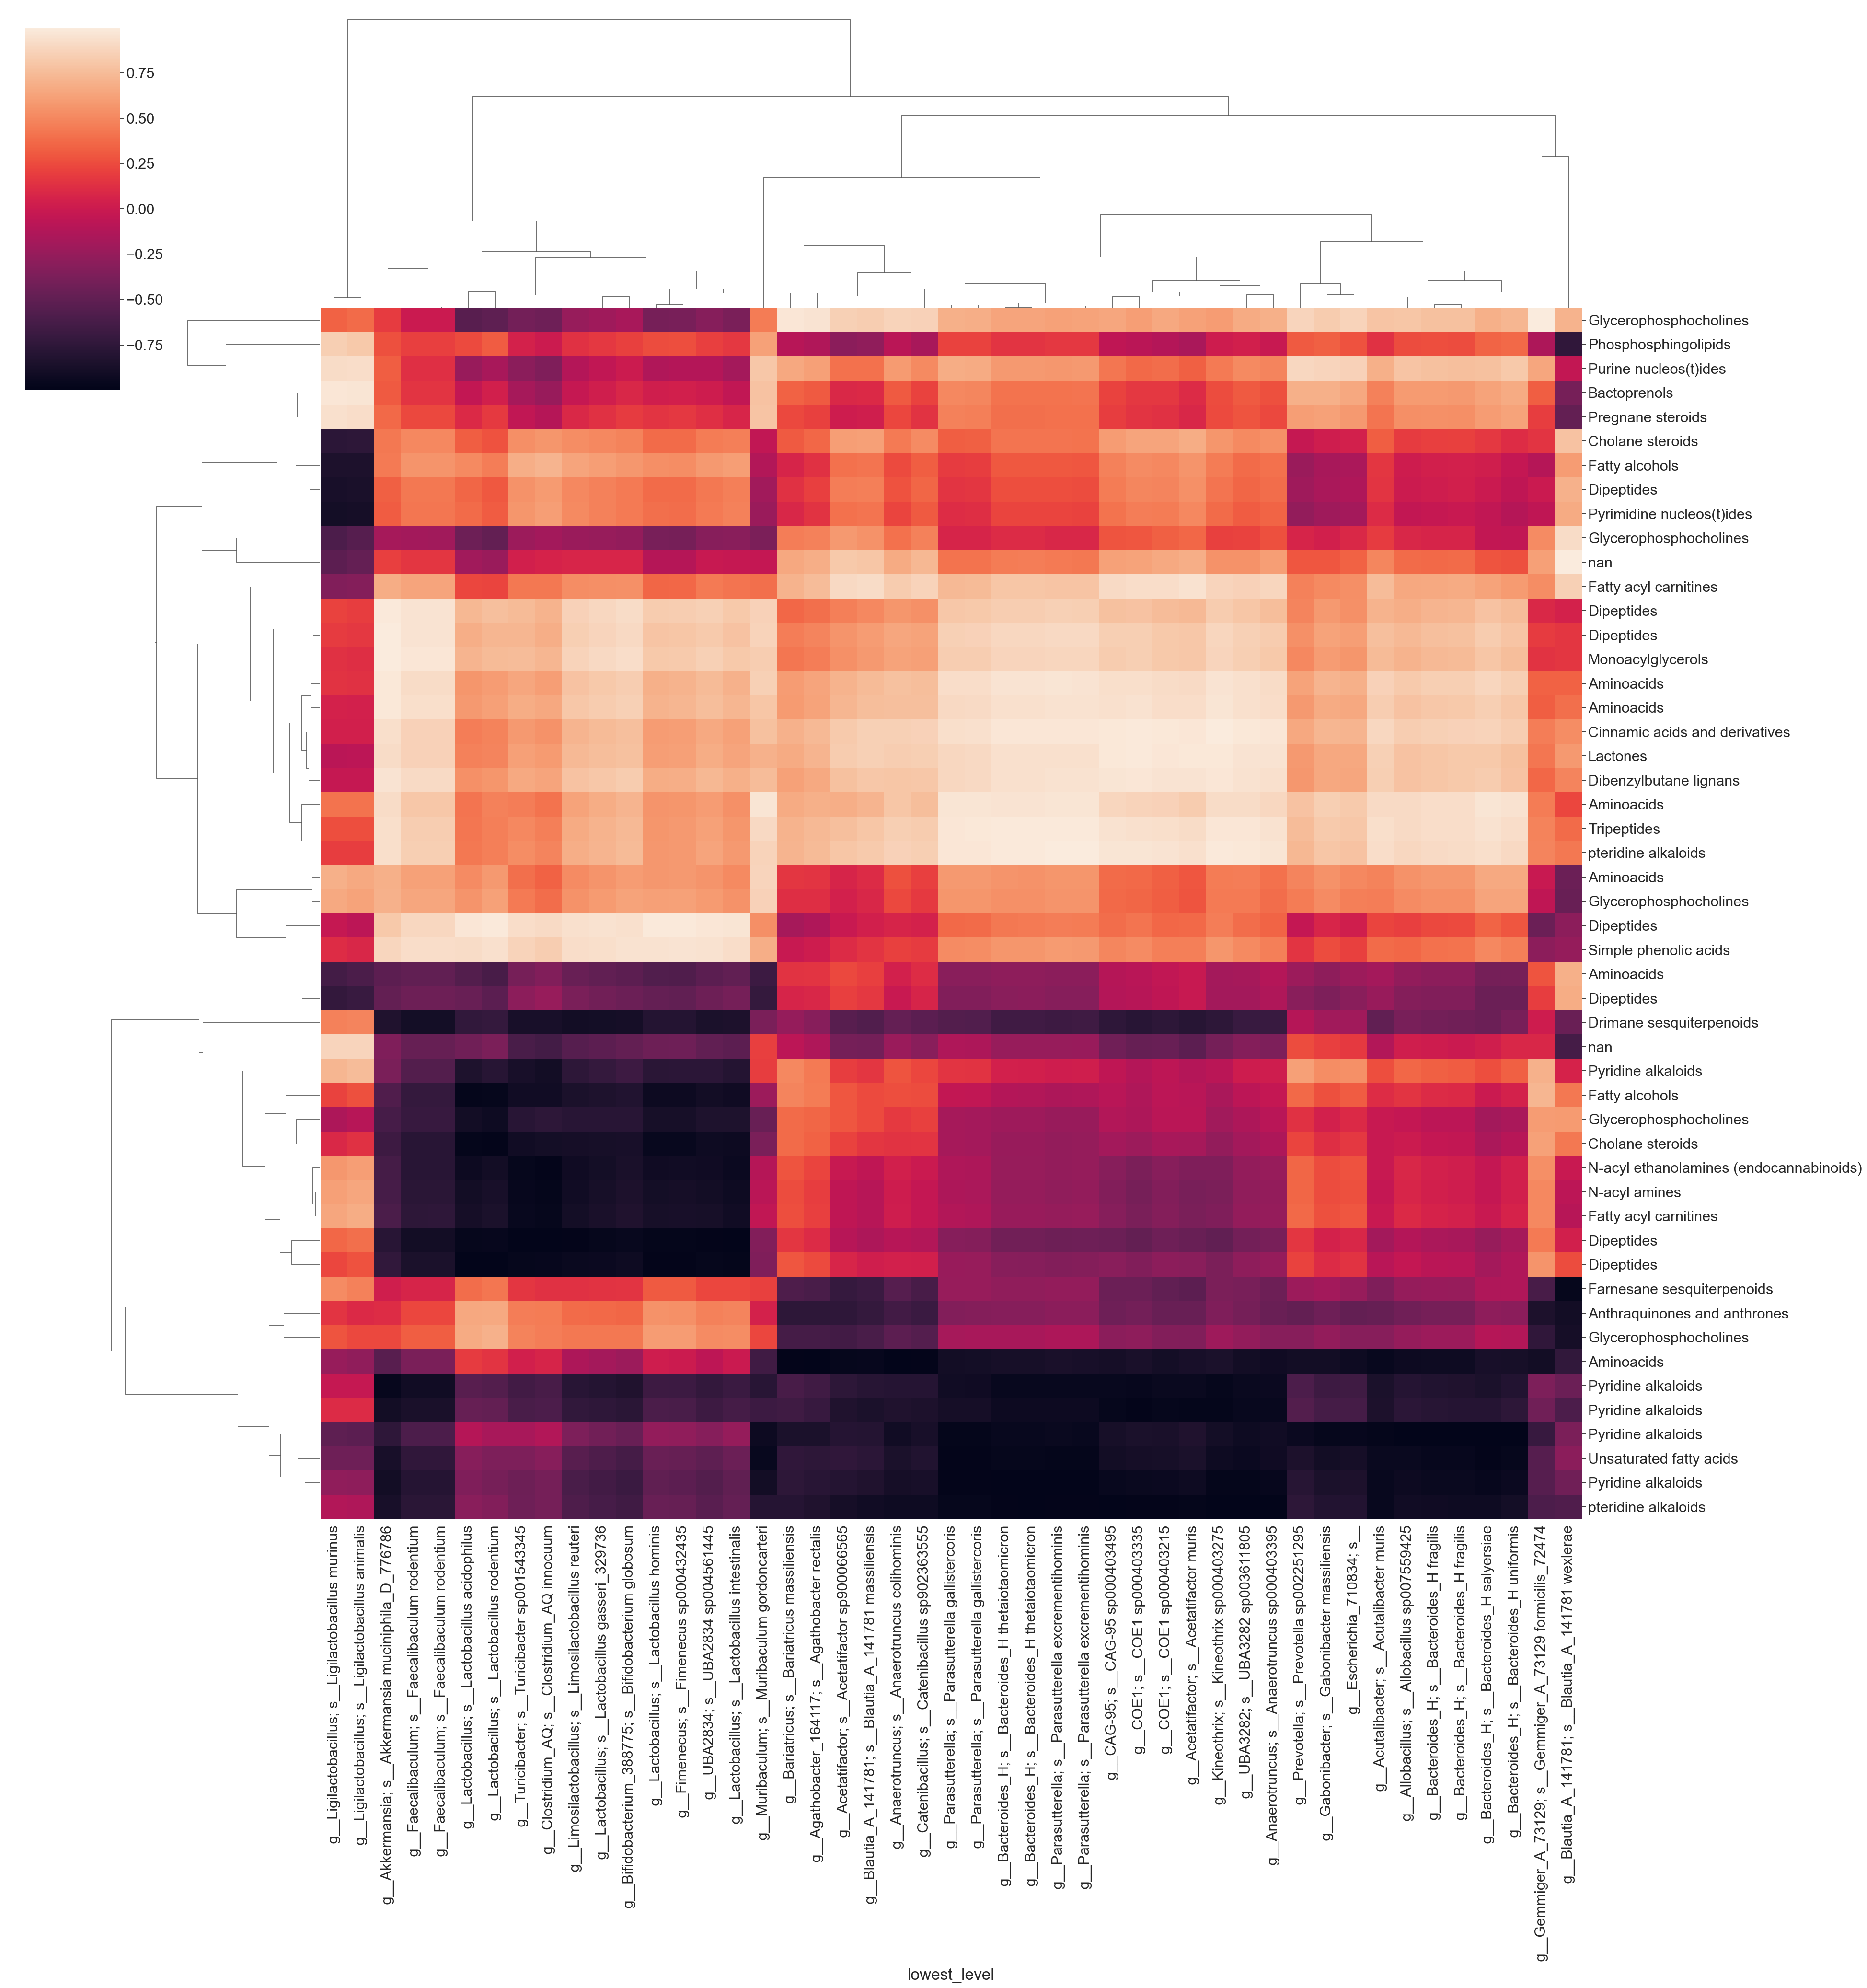 0.75
0.50
0.25
0.00
−0.25
−0.50
−0.75
Glycerophosphocholines
Phosphosphingolipids
Purine nucleos(t)ides
Bactoprenols
Pregnane steroids
Cholane steroids
Fatty alcohols
Dipeptides
Pyrimidine nucleos(t)ides
Glycerophosphocholines
nan
Fatty acyl carnitines
Dipeptides
Dipeptides
Monoacylglycerols
Aminoacids
Aminoacids
Cinnamic acids and derivatives
Lactones
Dibenzylbutane lignans
Aminoacids
Tripeptides
pteridine alkaloids
Aminoacids
Glycerophosphocholines
Dipeptides
Simple phenolic acids
Aminoacids
Dipeptides
Drimane sesquiterpenoids
nan
Pyridine alkaloids
Fatty alcohols
Glycerophosphocholines
Cholane steroids
N-acyl ethanolamines (endocannabinoids)
N-acyl amines
Fatty acyl carnitines
Dipeptides
Dipeptides
Farnesane sesquiterpenoids
Anthraquinones and anthrones
Glycerophosphocholines
Aminoacids
Pyridine alkaloids
Pyridine alkaloids
Pyridine alkaloids
Unsaturated fatty acids
Pyridine alkaloids
pteridine alkaloids
g__Ligilactobacillus; s__Ligilactobacillus murinus
g__Ligilactobacillus; s__Ligilactobacillus animalis
g__Akkermansia; s__Akkermansia muciniphila_D_776786
g__Faecalibaculum; s__Faecalibaculum rodentium
g__Faecalibaculum; s__Faecalibaculum rodentium
g__Lactobacillus; s__Lactobacillus acidophilus
g__Lactobacillus; s__Lactobacillus rodentium
g__Turicibacter; s__Turicibacter sp001543345
g__Clostridium_AQ; s__Clostridium_AQ innocuum
g__Limosilactobacillus; s__Limosilactobacillus reuteri
g__Lactobacillus; s__Lactobacillus gasseri_329736
g__Bifidobacterium_388775; s__Bifidobacterium globosum
g__Lactobacillus; s__Lactobacillus hominis
g__Fimenecus; s__Fimenecus sp000432435
g__UBA2834; s__UBA2834 sp004561445
g__Lactobacillus; s__Lactobacillus intestinalis
g__Muribaculum; s__Muribaculum gordoncarteri
g__Bariatricus; s__Bariatricus massiliensis
g__Agathobacter_164117; s__Agathobacter rectalis
g__Acetatifactor; s__Acetatifactor sp900066565
g__Blautia_A_141781; s__Blautia_A_141781 massiliensis
g__Anaerotruncus; s__Anaerotruncus colihominis
g__Catenibacillus; s__Catenibacillus sp902363555
g__Parasutterella; s__Parasutterella gallistercoris
g__Parasutterella; s__Parasutterella gallistercoris
g__Bacteroides_H; s__Bacteroides_H thetaiotaomicron
g__Bacteroides_H; s__Bacteroides_H thetaiotaomicron
g__Parasutterella; s__Parasutterella excrementihominis
g__Parasutterella; s__Parasutterella excrementihominis
g__CAG-95; s__CAG-95 sp000403495
g__COE1; s__COE1 sp000403335
g__COE1; s__COE1 sp000403215
g__Acetatifactor; s__Acetatifactor muris
g__Kineothrix; s__Kineothrix sp000403275
g__UBA3282; s__UBA3282 sp003611805
g__Anaerotruncus; s__Anaerotruncus sp000403395
g__Prevotella; s__Prevotella sp002251295
g__Gabonibacter; s__Gabonibacter massiliensis
g__Escherichia_710834; s__
g__Acutalibacter; s__Acutalibacter muris
g__Allobacillus; s__Allobacillus sp007559425
g__Bacteroides_H; s__Bacteroides_H fragilis
g__Bacteroides_H; s__Bacteroides_H fragilis
g__Bacteroides_H; s__Bacteroides_H salyersiae
g__Bacteroides_H; s__Bacteroides_H uniformis
g__Gemmiger_A_73129; s__Gemmiger_A_73129 formicilis_72474
g__Blautia_A_141781; s__Blautia_A_141781 wexlerae
lowest_level